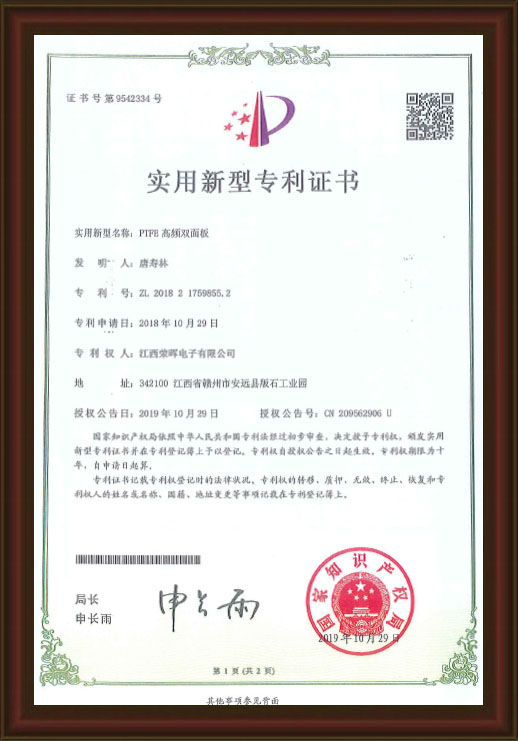 证书号第9542334号
实用新型专利证书
实用新型名称：PTFE高频双面板
发明人：唐寿林
专利号：ZL 2018 2 1759855.2
专利申请日：2018年10月29日
专利权人：江西荣晖电子有限公司
地址：342100 江西省赣州市安远县版石工业园
授权公告日：2019年10月29日 授权公告号：CN 209562906 U
国家知识产权局依照中华人民共和国专利法经过初步审查，决定授予专利权，颁发实用
新型专利证书并在专利登记簿上予以登记。专利权自授权公告之日起生效。专利权期限为十
年，自申请日起算。
专利证书记载专利权登记时的法律状况。专利权的转移、质押、无效、终止、恢复和专
利权人的姓名或名称、国籍、地址变更等事项记载在专利登记簿上。
局长
申长雨
申长雨
国家知识产权局
2019年10月29日
第1页(共2页)
其他事项参见背面